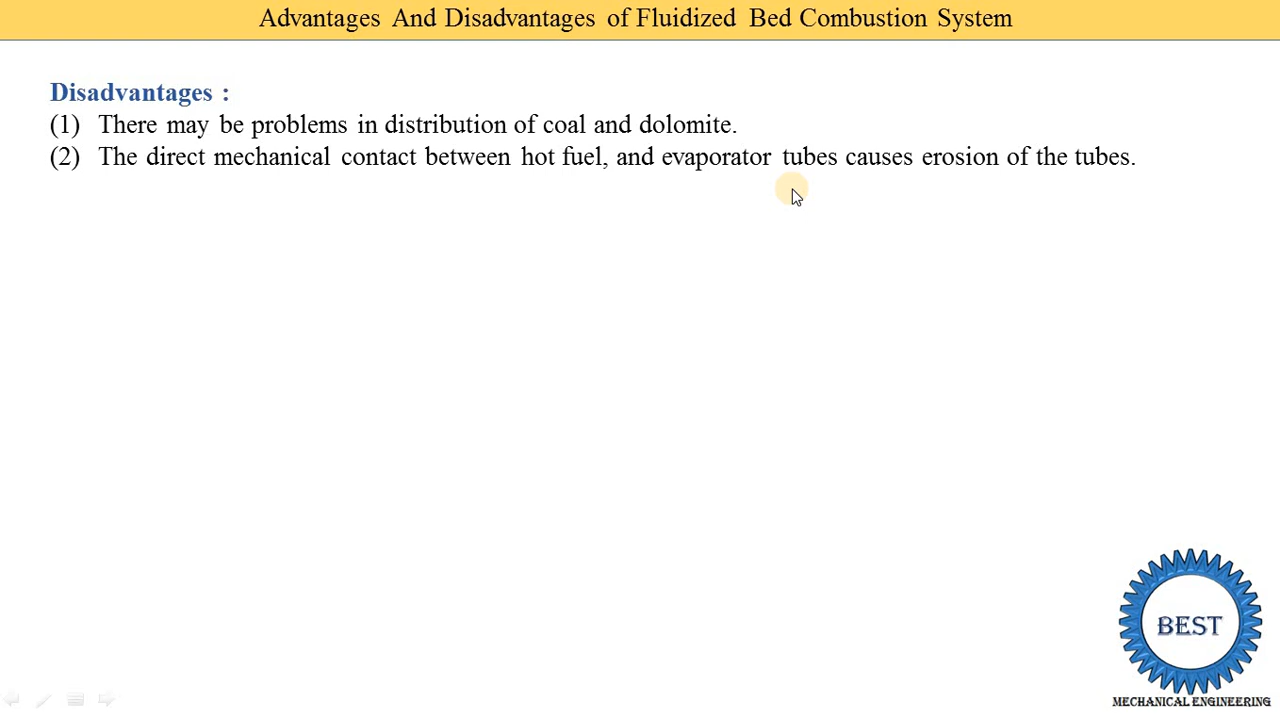 Advantages And Disadvantages of Fluidized Bed Combustion System
Disadvantages :
(1) There may be problems in distribution of coal and dolomite.
(2) The direct mechanical contact between hot fuel, and evaporator tubes causes erosion of the tubes.
BEST
MECHANICAL ENGINEERING